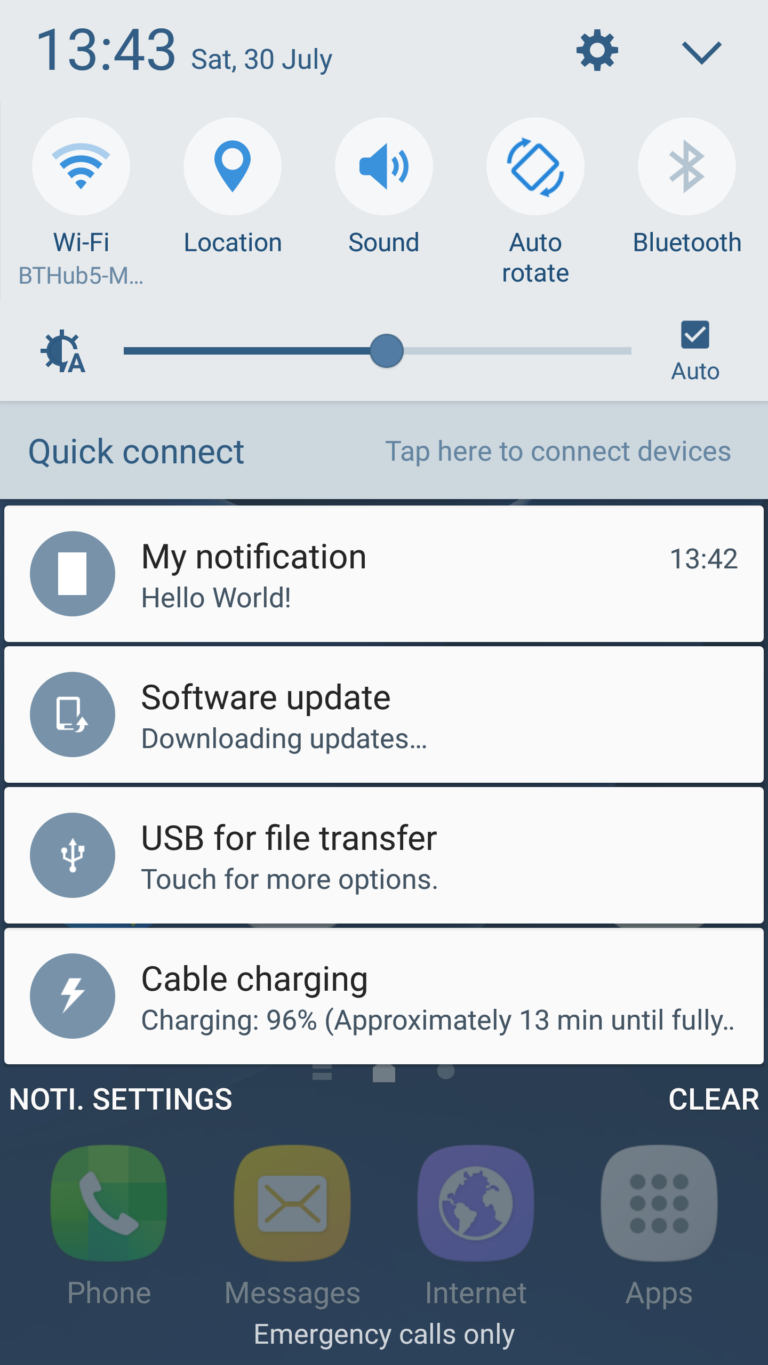 13:43 Sat, 30 July
Wi-Fi Location Sound Auto rotate Bluetooth
BTHub5-M...
A Auto
Quick connect Tap here to connect devices
My notification 13:42
Hello World!
Software update
Downloading updates...
USB for file transfer
Touch for more options.
Cable charging
Charging: 96% (Approximately 13 min until fully..
NOTI. SETTINGS CLEAR
Phone Messages Internet Apps
Emergency calls only